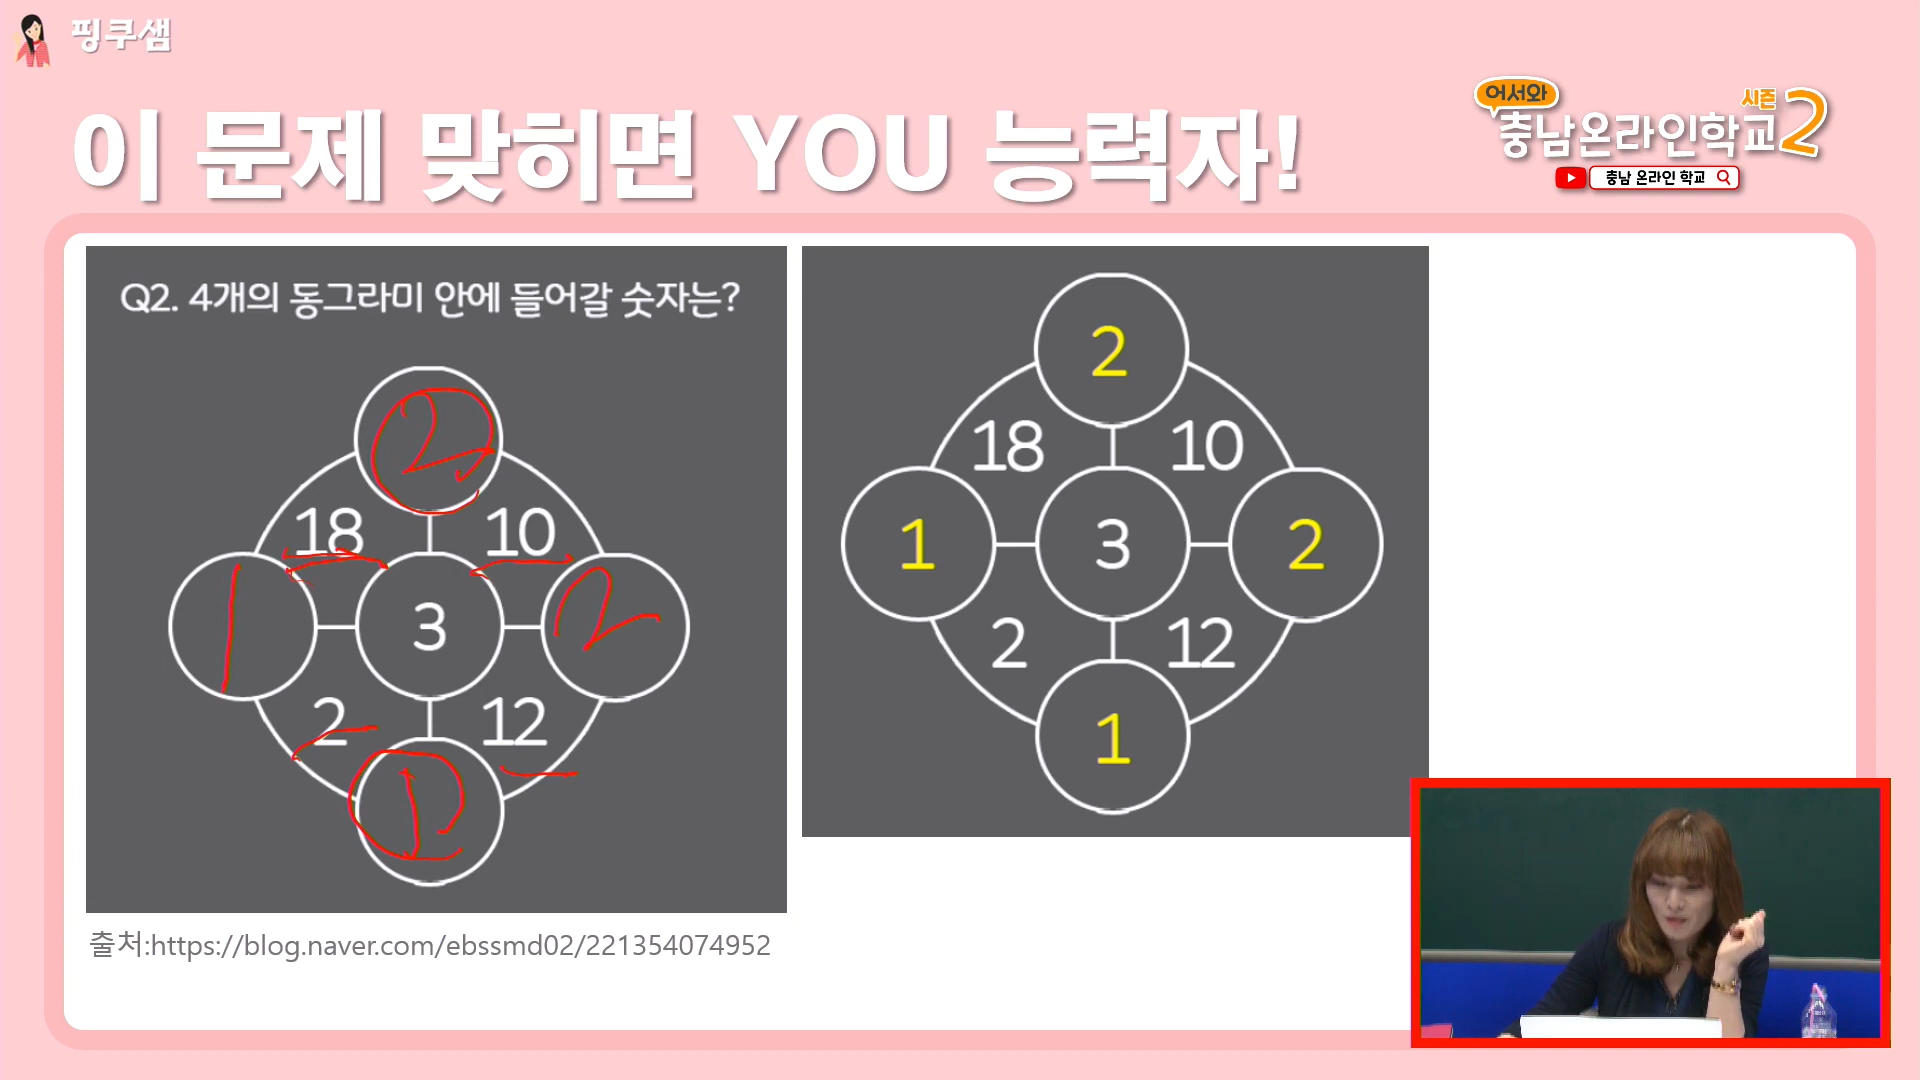 핑쿠샘
이 문제 맞히면 YOU 능력자!
어서와
충남온라인학교 시즌2
충남 온라인 학교
Q2. 4개의 동그라미 안에 들어갈 숫자는?
2
18 10
1 3 2
2 12
1
2
18 10
1 3 2
2 12
1
출처:https://blog.naver.com/ebssmd02/221354074952